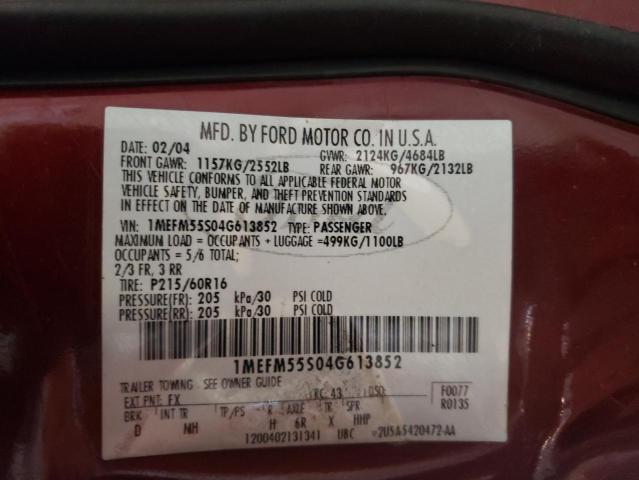 MFD. BY FORD MOTOR CO. IN U.S.A.
DATE: 02/04 GVWR: 2124KG/4684LB
FRONT GAWR: 1157KG/2552LB REAR GAWR: 967KG/2132LB
THIS VEHICLE CONFORMS TO ALL APPLICABLE FEDERAL MOTOR
VEHICLE SAFETY, BUMPER, AND THEFT PREVENTION STANDARDS
IN EFFECT ON THE DATE OF MANUFACTURE SHOWN ABOVE.
VIN: 1MEFM55S04G613852 TYPE: PASSENGER
MAXIMUM LOAD = OCCUPANTS + LUGGAGE =499KG/1100LB
OCCUPANTS = 5/6 TOTAL;
2/3 FR, 3 RR
TIRE: P215/60R16
PRESSURE(FR): 205 kPa/30 PSI COLD
PRESSURE(RR): 205 kPa/30 PSI COLD
1MEFM55S04G613852
TRAILER TOWING - SEE OWNER GUIDE
EXT PNT: FX RC: 43 DSO: F0077
BRK INT TR TP/PS R AXLE TR SPR R0135
D NH H 6R X HHP
1200402131341 UBC 2U5A5420472-AA